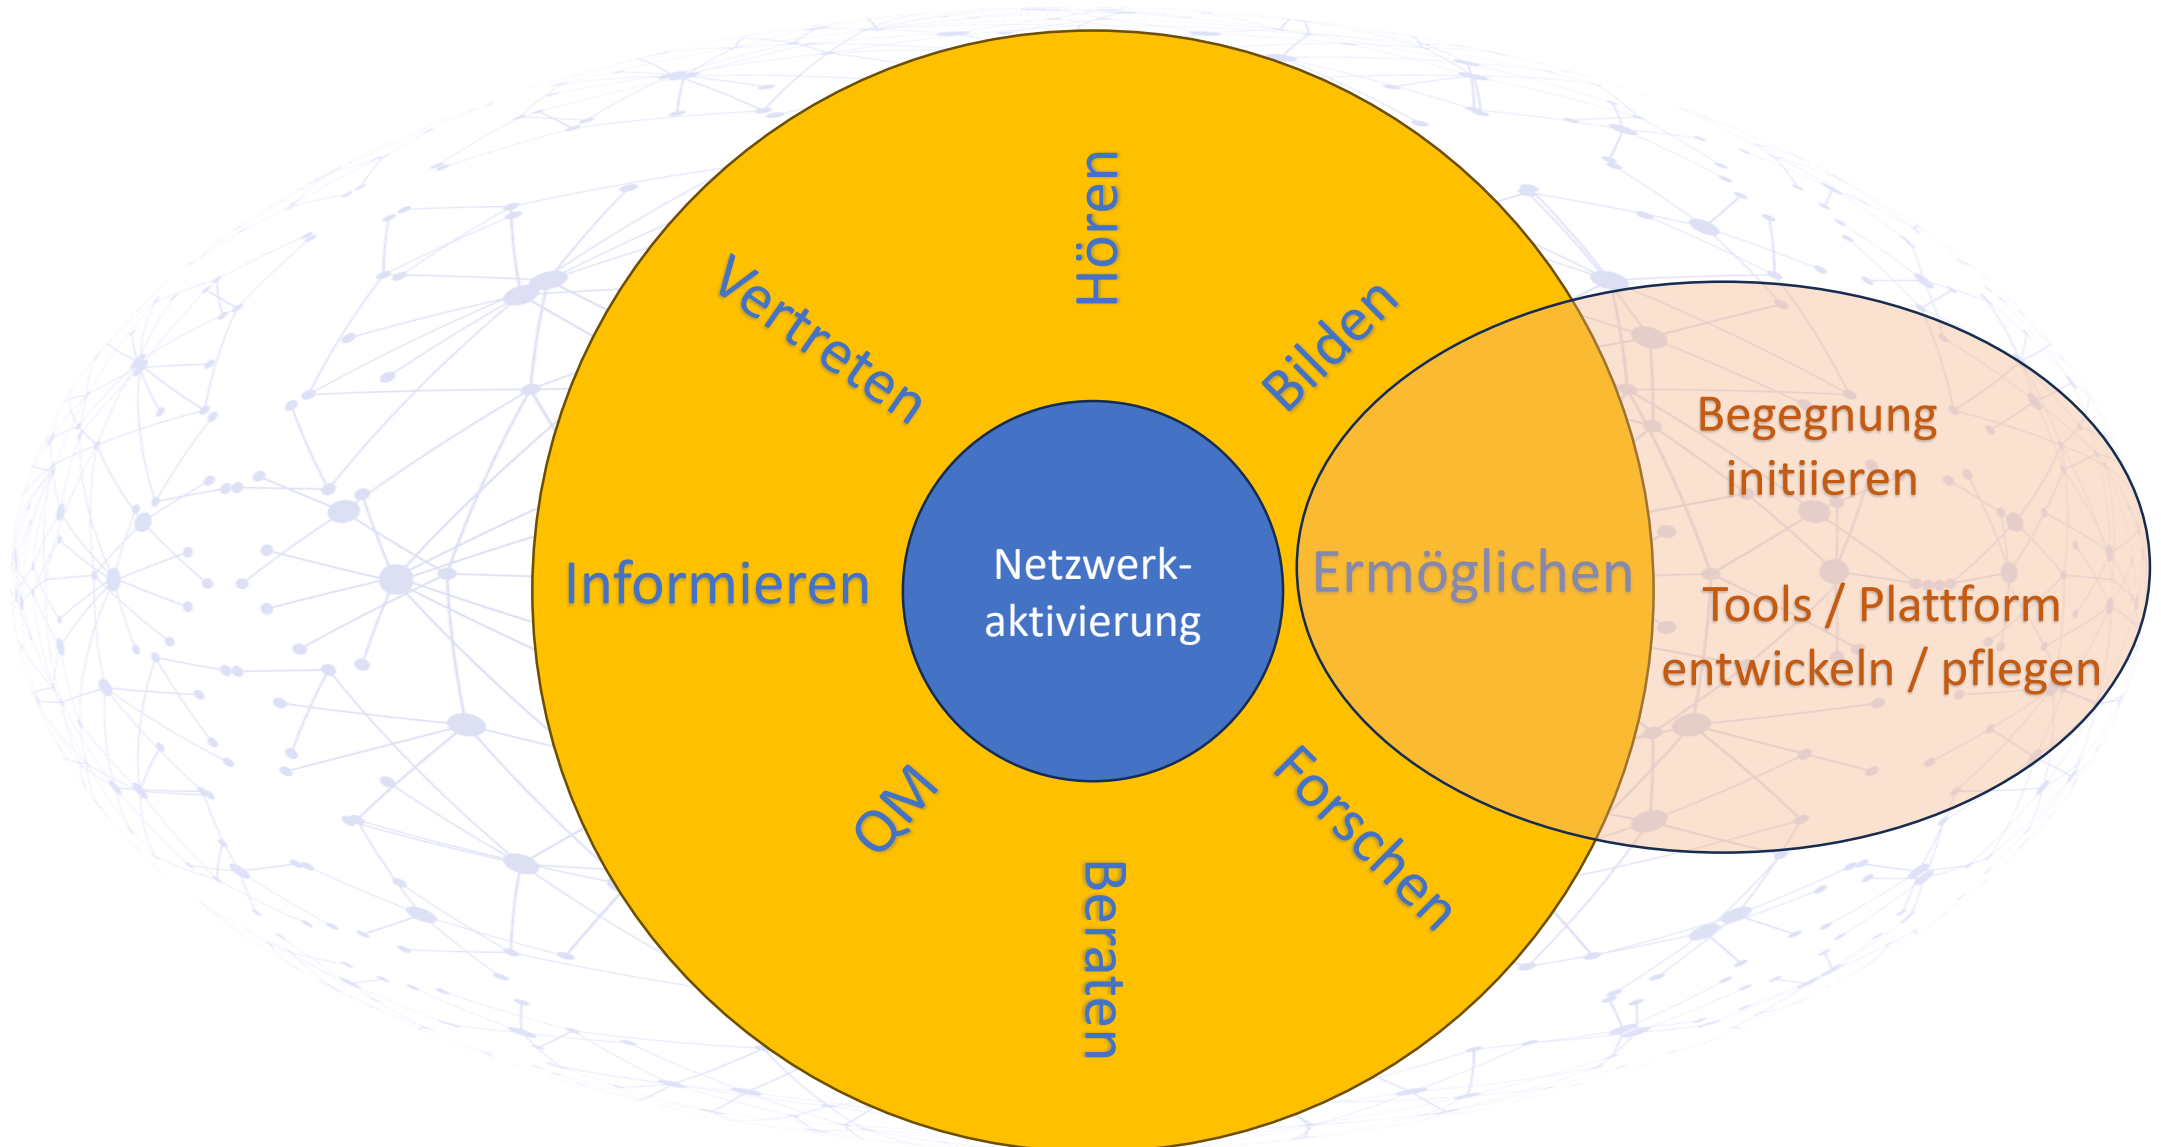 Hören
Vertreten
Bilden
Begegnung
initiieren
Informieren
Netzwerk-
aktivierung
Ermöglichen
Tools / Plattform
entwickeln / pflegen
QM
Forschen
Beraten